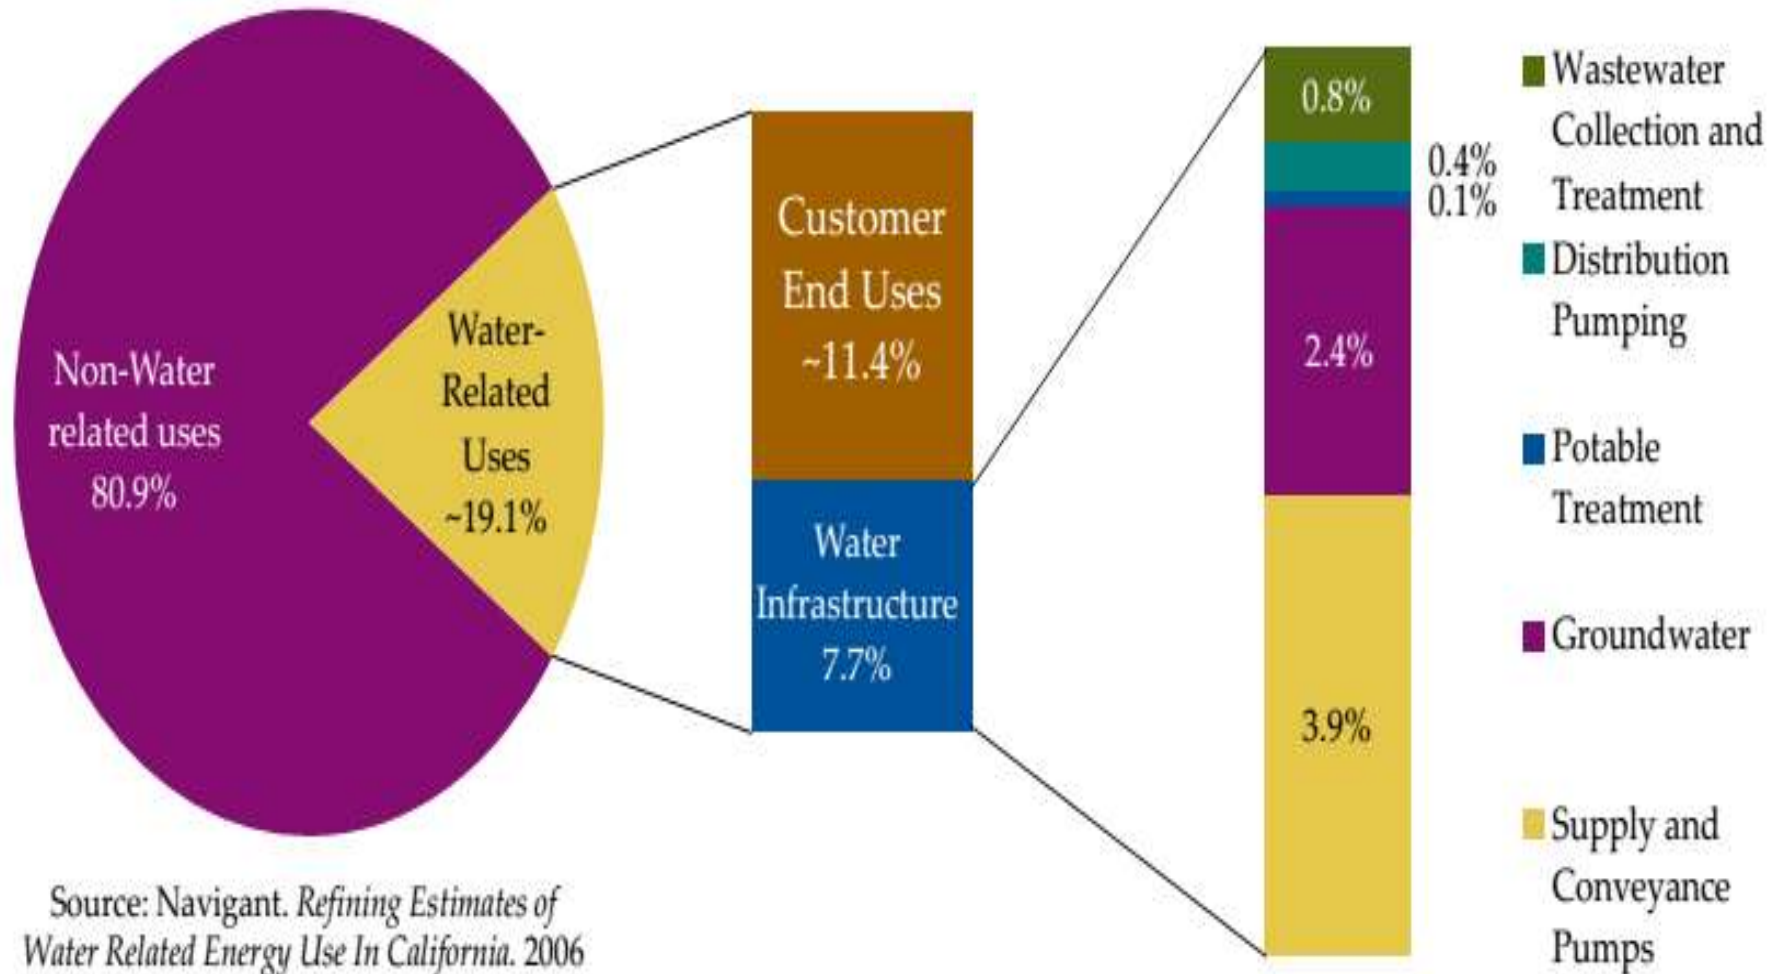 Non-Water
related uses
80.9%
Water-
Related
Uses
~19.1%
Customer
End Uses
~11.4%
Water
Infrastructure
7.7%
0.8%
0.4%
0.1%
2.4%
3.9%
Wastewater
Collection and
Treatment
Distribution
Pumping
Potable
Treatment
Groundwater
Supply and
Conveyance
Pumps
Source: Navigant. Refining Estimates of
Water Related Energy Use In California. 2006